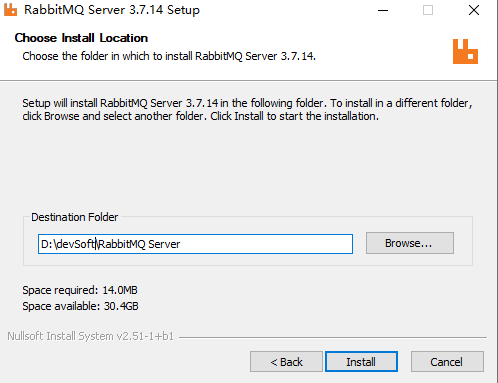 RabbitMQ Server 3.7.14 Setup
Choose Install Location
Choose the folder in which to install RabbitMQ Server 3.7.14.
Setup will install RabbitMQ Server 3.7.14 in the following folder. To install in a different folder,
click Browse and select another folder. Click Install to start the installation.
Destination Folder
D:\devSoft\RabbitMQ Server
Browse...
Space required: 14.0MB
Space available: 30.4GB
Nullsoft Install System v2.51-1+b1
< Back
Install
Cancel